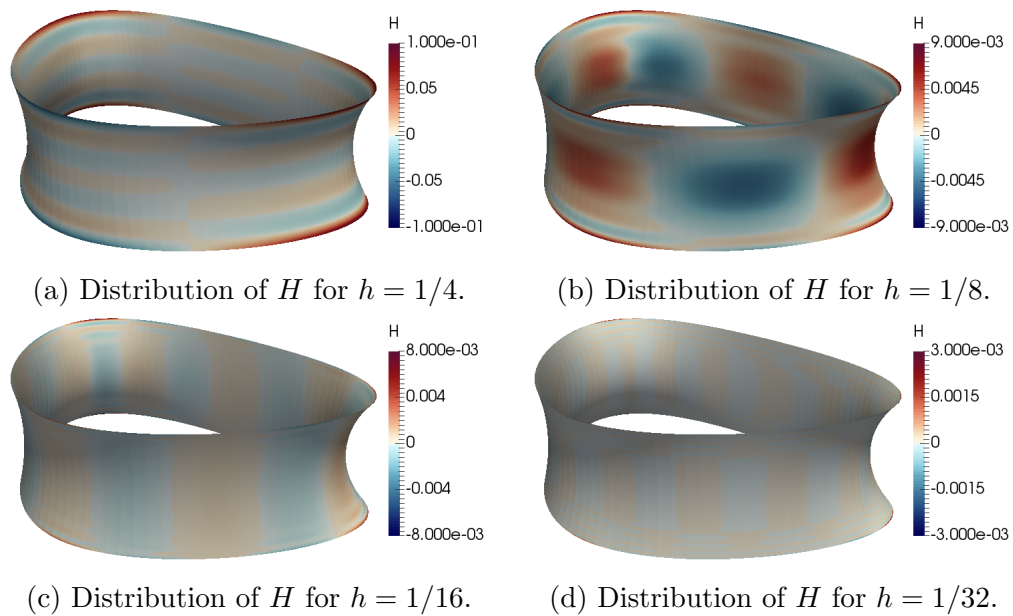 H
1.000e-01
0.05
0
-0.05
-1.000e-01
H
9.000e-03
0.0045
0
-0.0045
-9.000e-03
(a) Distribution of H for h = 1/4.
(b) Distribution of H for h = 1/8.
H
8.000e-03
0.004
0
-0.004
-8.000e-03
H
3.000e-03
0.0015
0
-0.0015
-3.000e-03
(c) Distribution of H for h = 1/16.
(d) Distribution of H for h = 1/32.